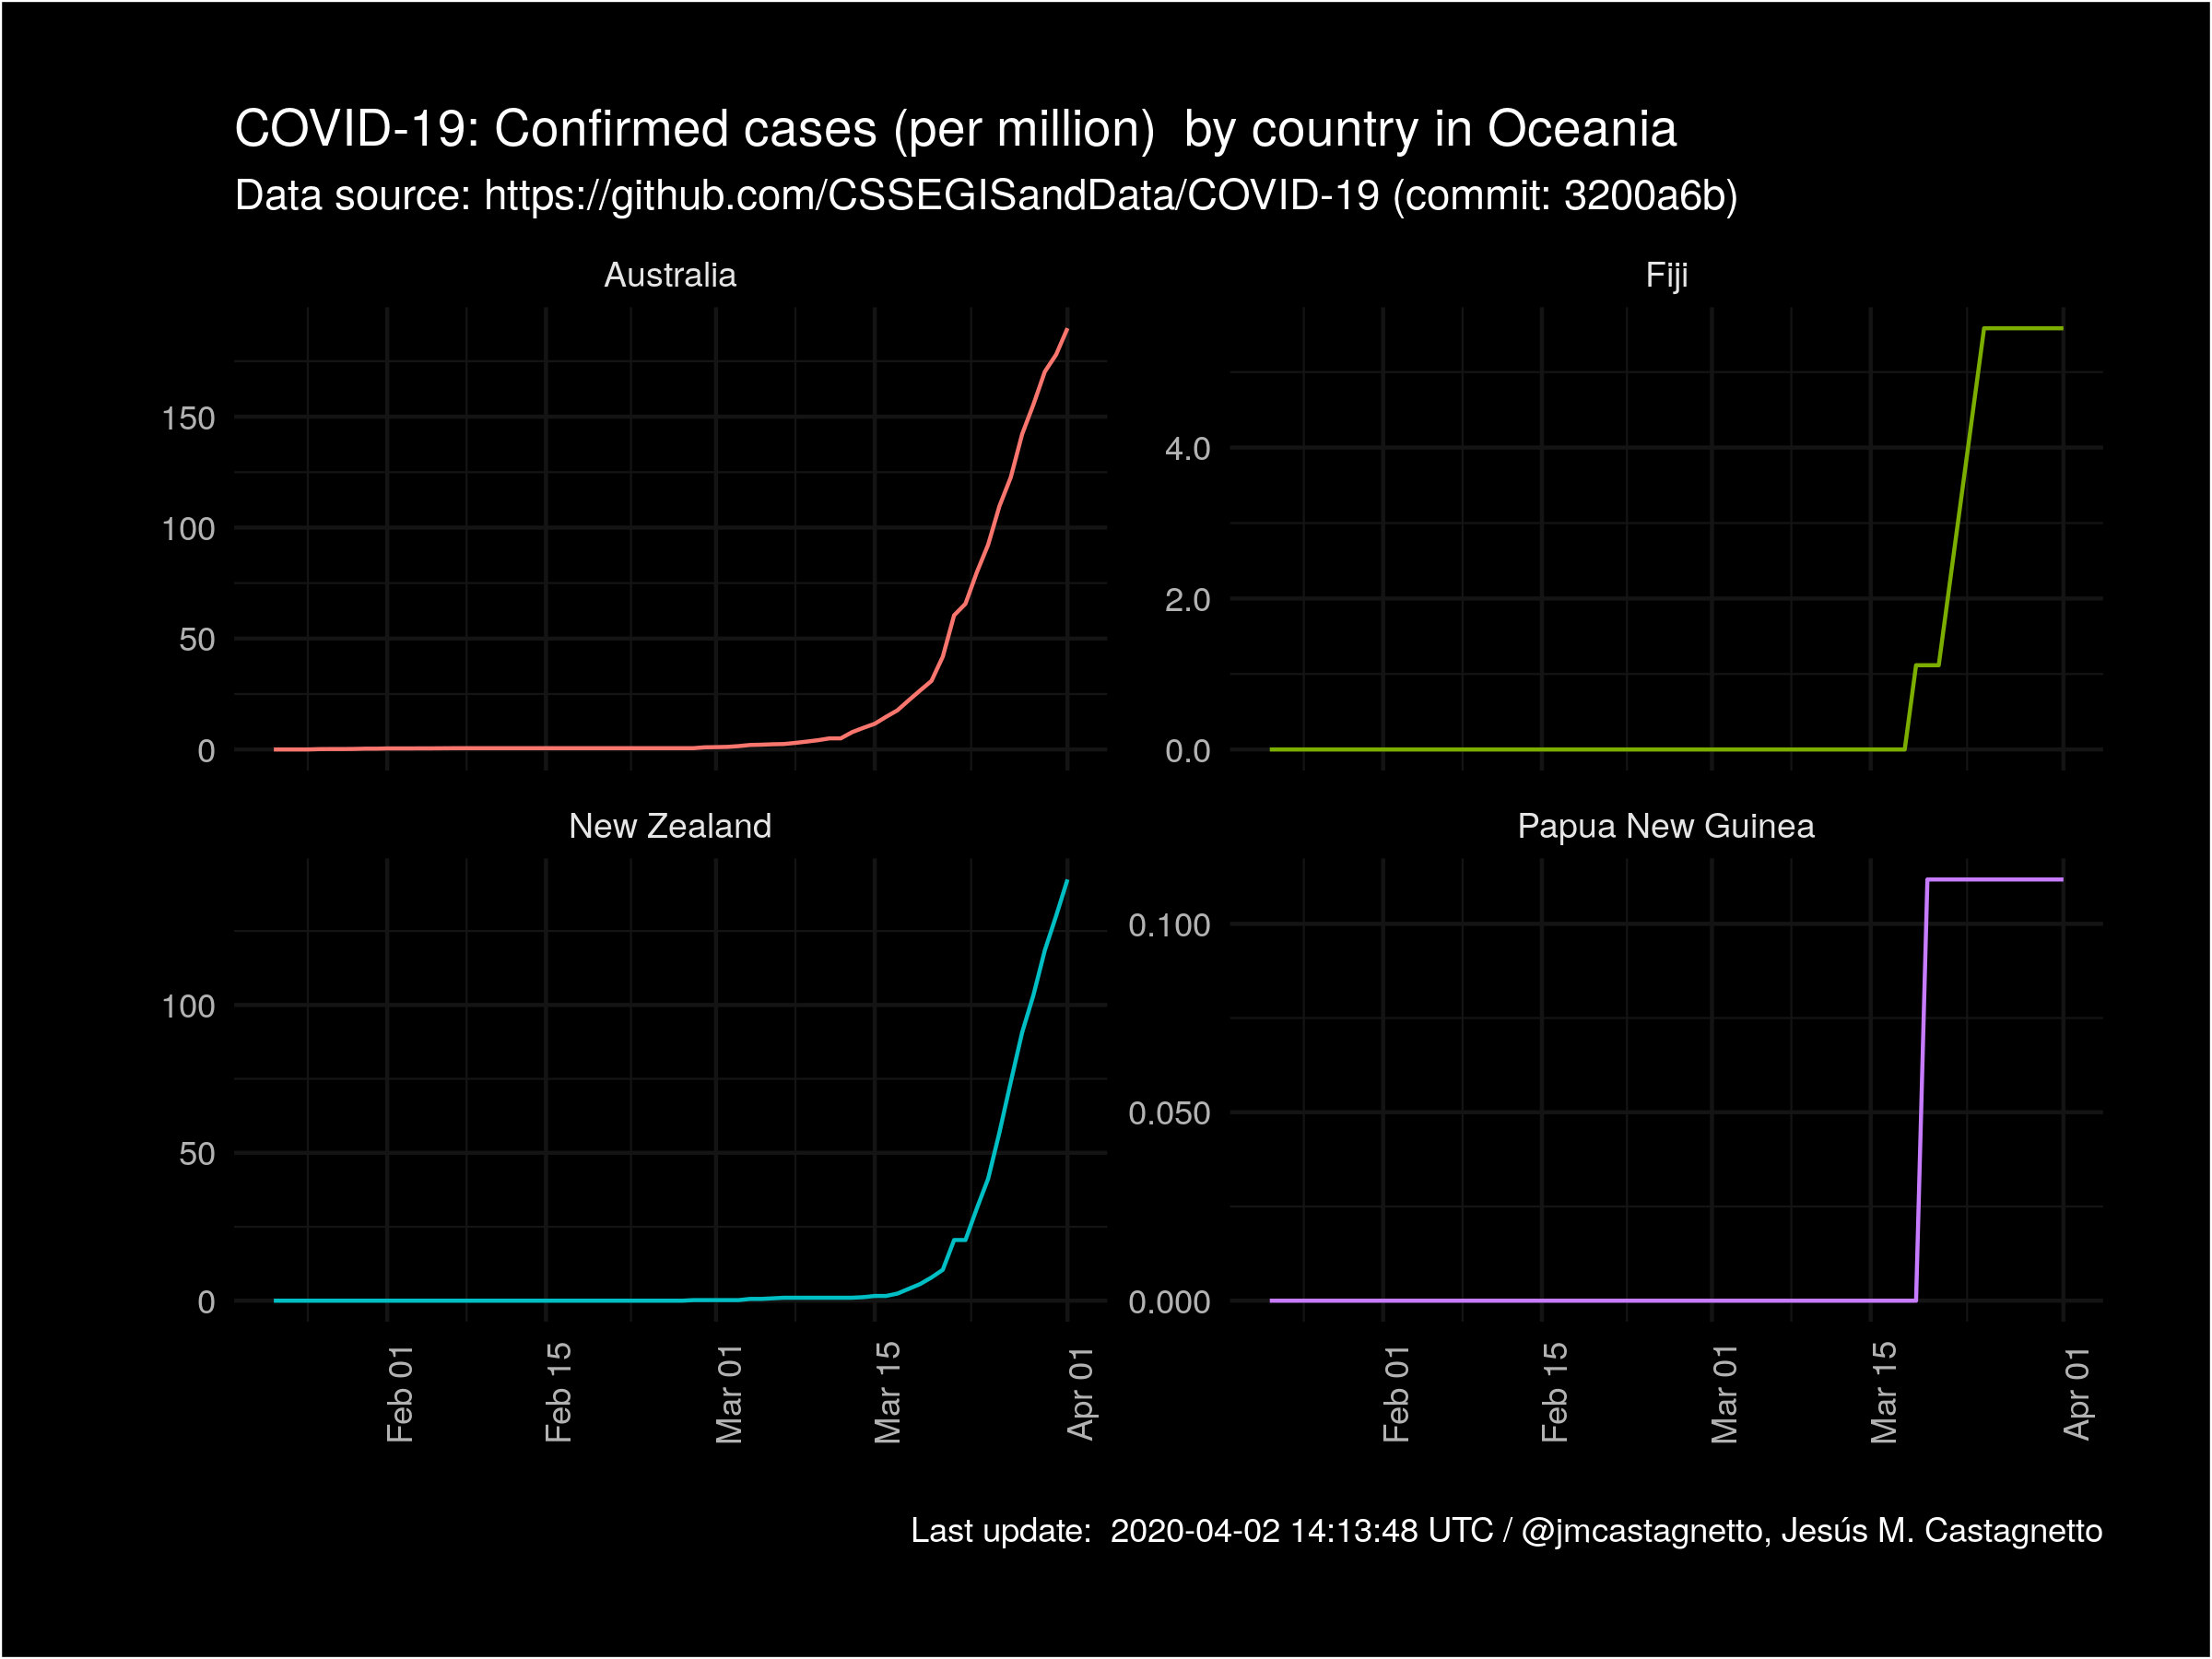 COVID-19: Confirmed cases (per million)  by country in Oceania
Data source: https://github.com/CSSEGISandData/COVID-19 (commit: 3200a6b)
Australia
150
100
50
0
Fiji
4.0
2.0
0.0
New Zealand
100
50
0
Feb 01
Feb 15
Mar 01
Mar 15
Apr 01
Papua New Guinea
0.100
0.050
0.000
Feb 01
Feb 15
Mar 01
Mar 15
Apr 01
Last update:  2020-04-02 14:13:48 UTC / @jmcastagnetto, Jesús M. Castagnetto